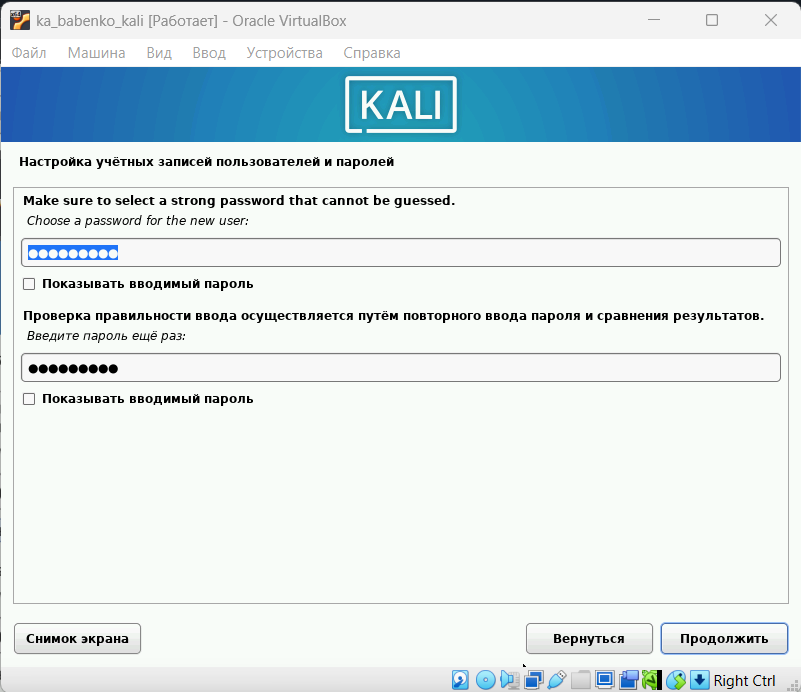 ka_babenko_kali [Работает] - Oracle VirtualBox
Файл Машина Вид Ввод Устройства Справка
KALI
Настройка учётных записей пользователей и паролей
Make sure to select a strong password that cannot be guessed.
Choose a password for the new user:
●●●●●●●●●
Показывать вводимый пароль
Проверка правильности ввода осуществляется путём повторного ввода пароля и сравнения результатов.
Введите пароль ещё раз:
●●●●●●●●●
Показывать вводимый пароль
Снимок экрана Вернуться Продолжить
Right Ctrl